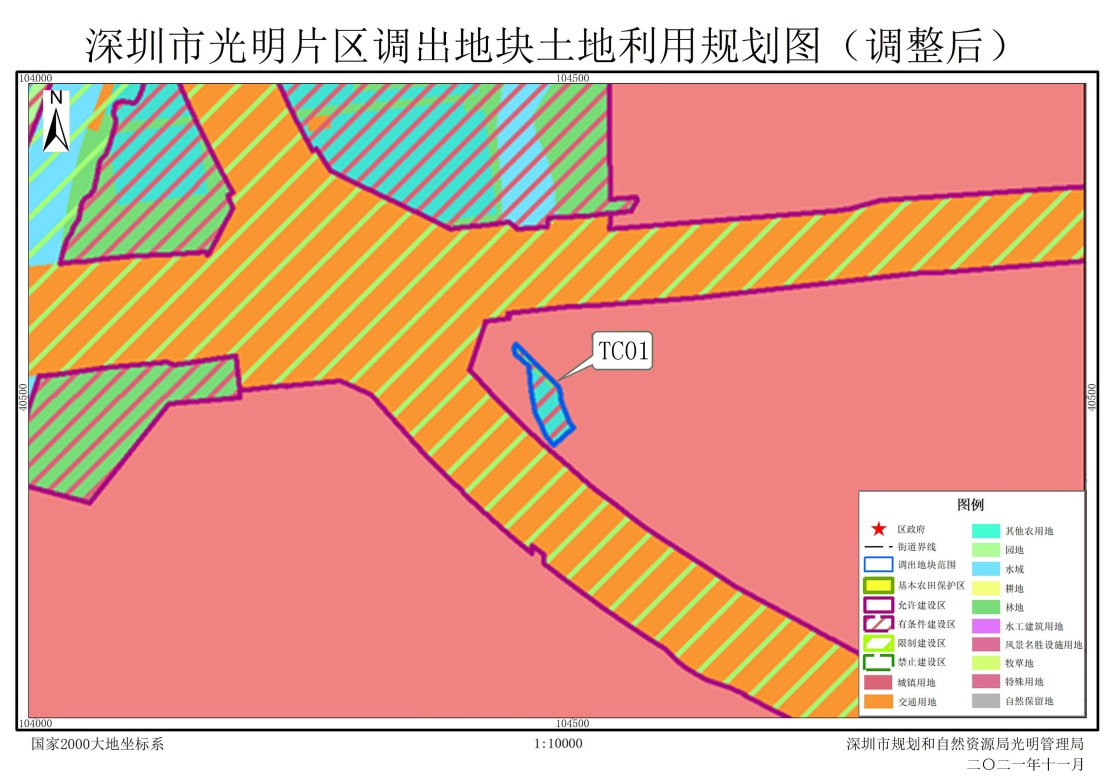 深圳市光明片区调出地块土地利用规划图（调整后）
104000
104500
N
TC01
40500
40500
图例
区政府
街道界线
调出地块范围
基本农田保护区
允许建设区
有条件建设区
限制建设区
禁止建设区
城镇用地
交通用地
其他农用地
园地
水域
耕地
林地
水工建筑用地
风景名胜设施用地
牧草地
特殊用地
自然保留地
104000
104500
国家2000大地坐标系
1:10000
深圳市规划和自然资源局光明管理局
二〇二一年十一月